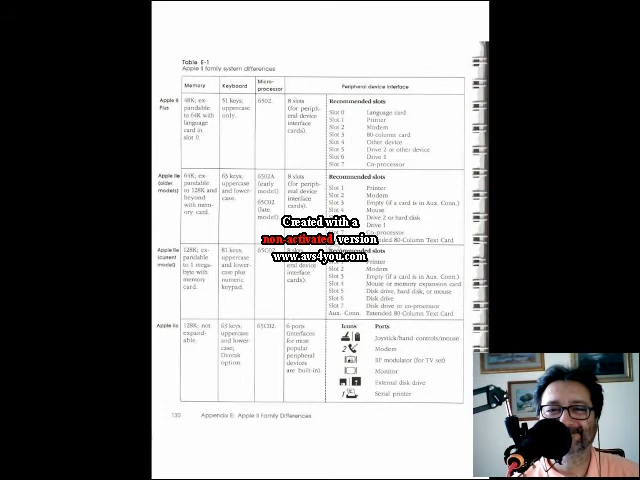 Table E-1
Apple II family system differences
Memory Keyboard Micro-processor Peripheral device interface
Apple II Plus
48K; ex-
pandable
to 64K with
language
card in
slot 0.
51 keys;
uppercase
only.
6502.
8 slots
(for periph-
eral device
interface
cards).
Recommended slots
Slot 0 Language card
Slot 1 Printer
Slot 2 Modem
Slot 3 80-column card
Slot 4 Other device
Slot 5 Drive 2 or other device
Slot 6 Drive 1
Slot 7 Co-processor
Apple IIe
(older
models)
64K; ex-
pandable
to 128K and
beyond
with mem-
ory card.
63 keys;
uppercase
and lower-
case.
6502A
(early
model).
65C02
(late
model).
8 slots
(for periph-
eral device
interface
cards).
Recommended slots
Slot 1 Printer
Slot 2 Modem
Slot 3 Empty (if a card is in Aux. Conn.)
Slot 4 Mouse
Drive 2 or hard disk
Drive 1
Co-processor
80-Column Text Card
Created with a
non-activated version
www.avs4you.com
Apple IIe
(current
model)
128K; ex-
pandable
to 1 mega-
byte with
memory
card.
81 keys;
uppercase
and lower-
case plus
numeric
keypad.
65C02.
8 slots
eral device
interface
cards).
Recommended slots
Printer
Slot 2 Modem
Slot 3 Empty (if a card is in Aux. Conn.)
Slot 4 Mouse or memory expansion card
Slot 5 Disk drive, hard disk, or mouse
Slot 6 Disk drive
Slot 7 Disk drive or co-processor
Aux. Conn. Extended 80-Column Text Card
Apple IIc
128K; not
expand-
able.
63 keys;
uppercase
and lower-
case;
Dvorak
option
65C02.
6 ports
(interfaces
for most
popular
peripheral
devices
are built-in).
Icons Ports
Joystick/hand controls/mouse
Modem
RF modulator (for TV set)
Monitor
External disk drive
Serial printer
130 Appendix E: Apple II Family Differences